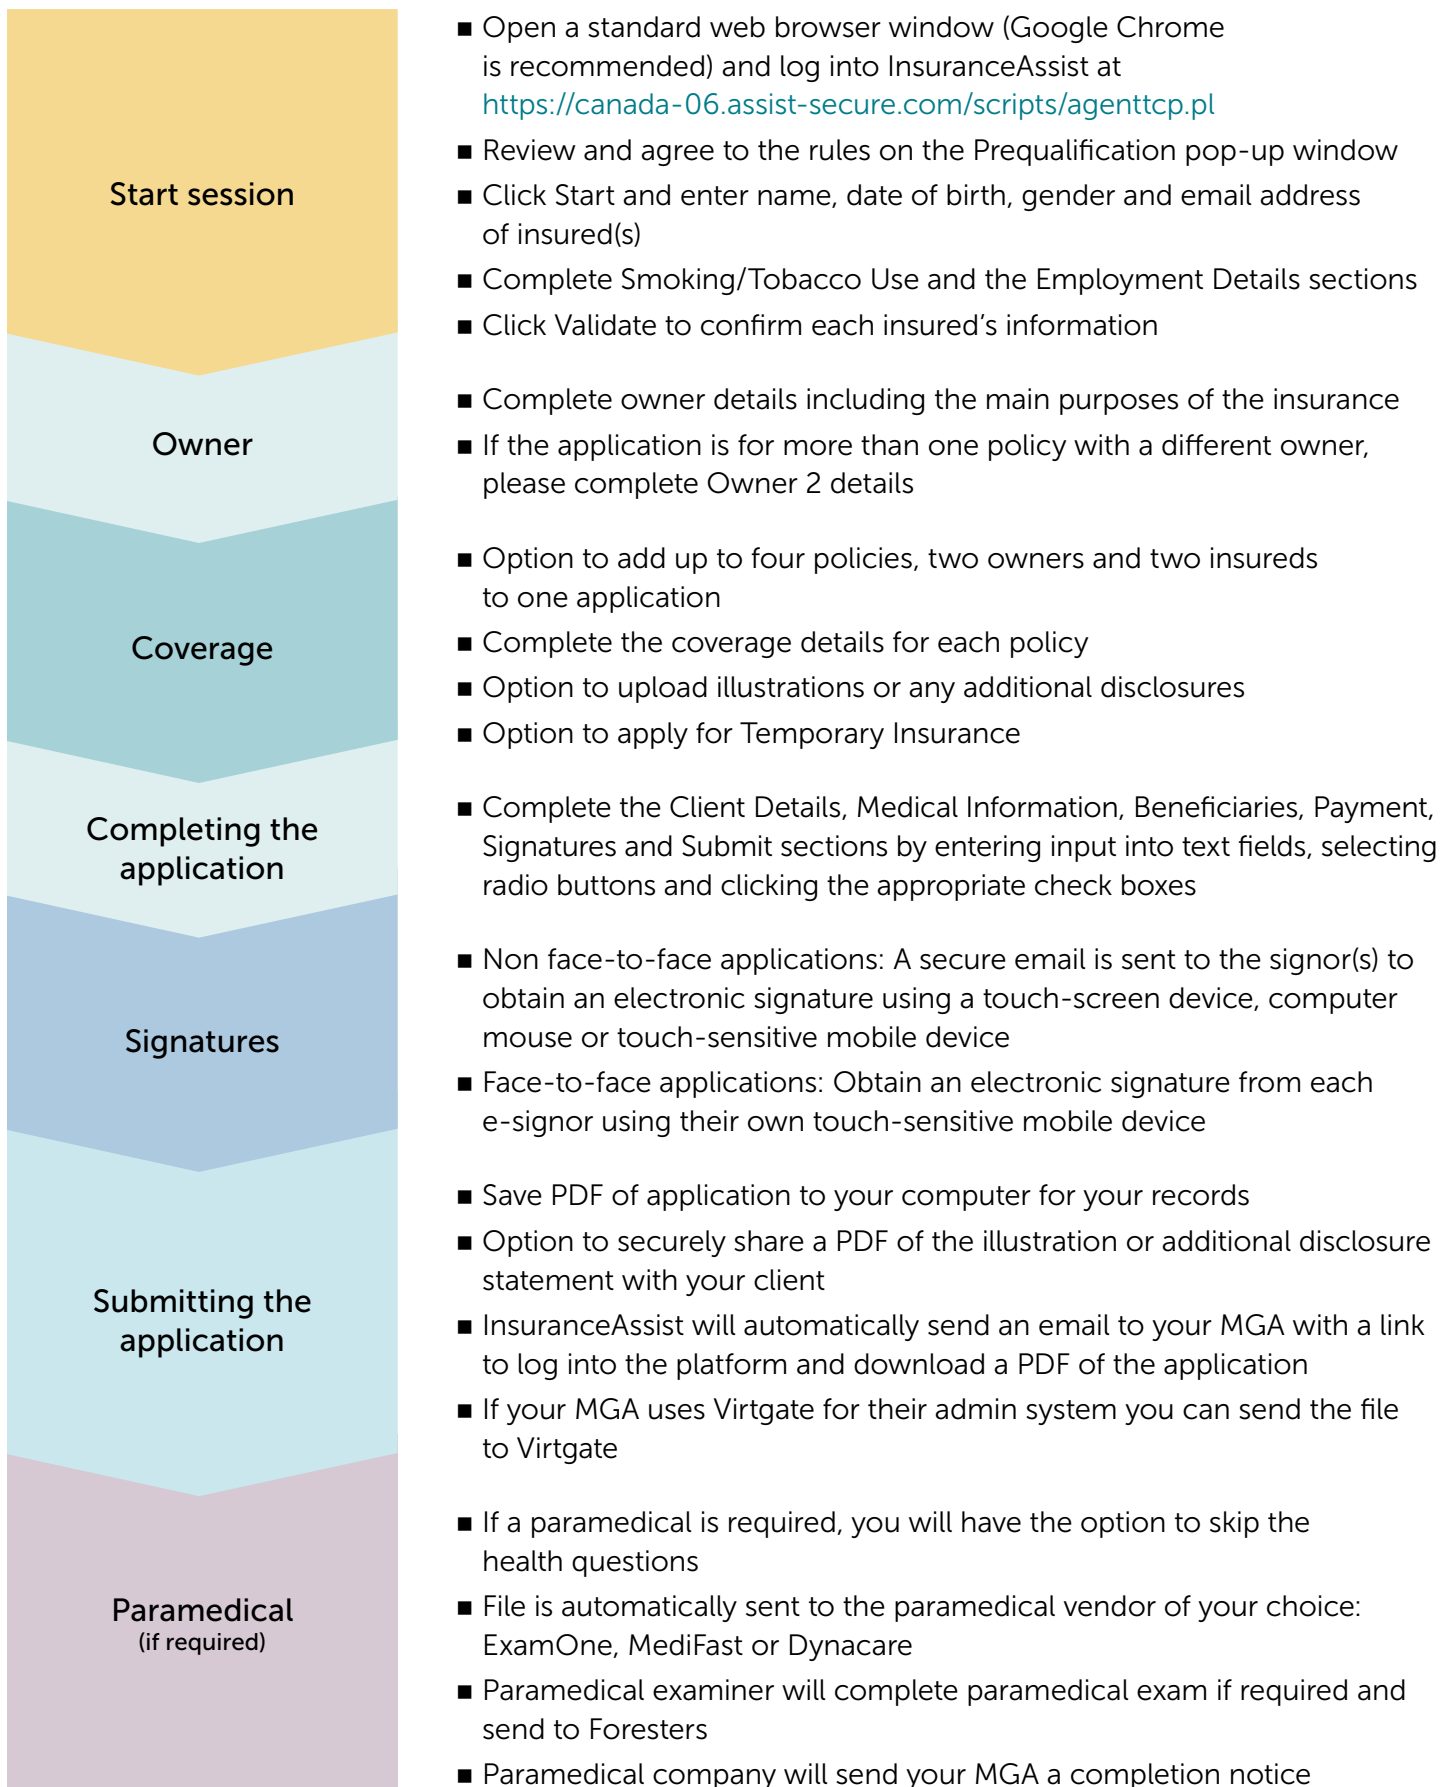 Start session
■ Open a standard web browser window (Google Chrome
is recommended) and log into InsuranceAssist at
https://canada-06.assist-secure.com/scripts/agenttcp.pl
■ Review and agree to the rules on the Prequalification pop-up window
■ Click Start and enter name, date of birth, gender and email address
of insured(s)
■ Complete Smoking/Tobacco Use and the Employment Details sections
■ Click Validate to confirm each insured’s information
Owner
■ Complete owner details including the main purposes of the insurance
■ If the application is for more than one policy with a different owner,
please complete Owner 2 details
Coverage
■ Option to add up to four policies, two owners and two insureds
to one application
■ Complete the coverage details for each policy
■ Option to upload illustrations or any additional disclosures
■ Option to apply for Temporary Insurance
Completing the
application
■ Complete the Client Details, Medical Information, Beneficiaries, Payment,
Signatures and Submit sections by entering input into text fields, selecting
radio buttons and clicking the appropriate check boxes
Signatures
■ Non face-to-face applications: A secure email is sent to the signor(s) to
obtain an electronic signature using a touch-screen device, computer
mouse or touch-sensitive mobile device
■ Face-to-face applications: Obtain an electronic signature from each
e-signor using their own touch-sensitive mobile device
Submitting the
application
■ Save PDF of application to your computer for your records
■ Option to securely share a PDF of the illustration or additional disclosure
statement with your client
■ InsuranceAssist will automatically send an email to your MGA with a link
to log into the platform and download a PDF of the application
■ If your MGA uses Virtgate for their admin system you can send the file
to Virtgate
Paramedical
(if required)
■ If a paramedical is required, you will have the option to skip the
health questions
■ File is automatically sent to the paramedical vendor of your choice:
ExamOne, MediFast or Dynacare
■ Paramedical examiner will complete paramedical exam if required and
send to Foresters
■ Paramedical company will send your MGA a completion notice